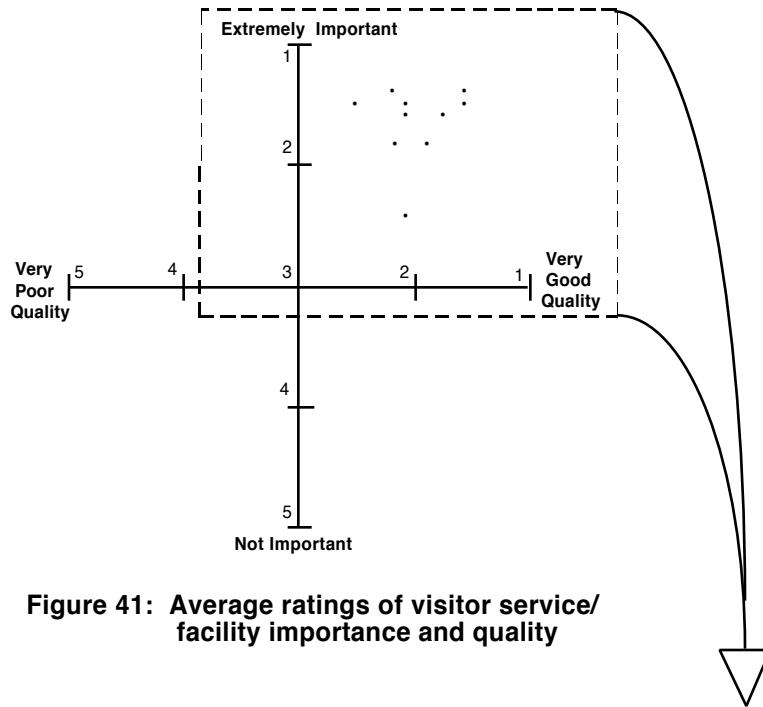 Extremely Important
1
2
Very
Poor
Quality
5
4
3
2
1
Very
Good
Quality
4
5
Not Important
Figure 41: Average ratings of visitor service/
facility importance and quality